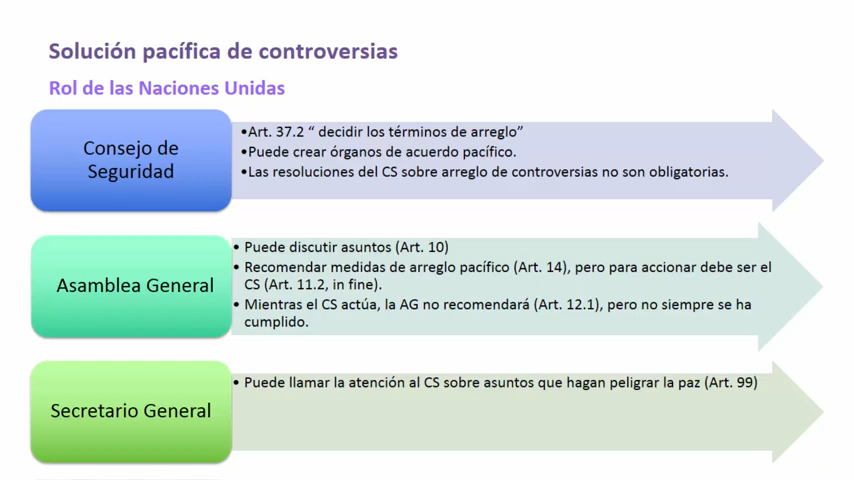 Solución pacífica de controversias
Rol de las Naciones Unidas
Consejo de
Seguridad
•Art. 37.2 “ decidir los términos de arreglo”
•Puede crear órganos de acuerdo pacífico.
•Las resoluciones del CS sobre arreglo de controversias no son obligatorias.
Asamblea General
• Puede discutir asuntos (Art. 10)
• Recomendar medidas de arreglo pacífico (Art. 14), pero para accionar debe ser el
CS (Art. 11.2, in fine).
• Mientras el CS actúa, la AG no recomendará (Art. 12.1), pero no siempre se ha
cumplido.
Secretario General
• Puede llamar la atención al CS sobre asuntos que hagan peligrar la paz (Art. 99)